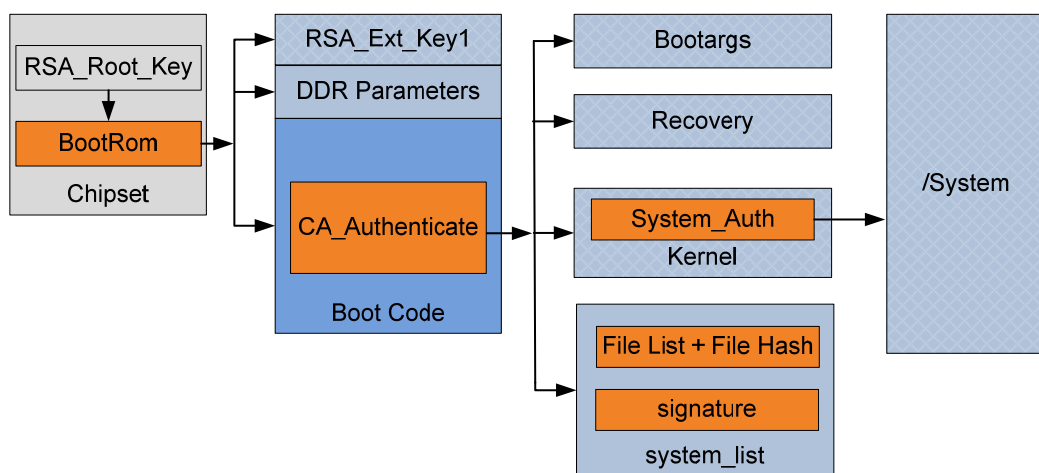 RSA_Root_Key
BootRom
Chipset
RSA_Ext_Key1
DDR Parameters
CA_Authenticate
Boot Code
Bootargs
Recovery
System_Auth
Kernel
File List + File Hash
signature
system_list
/System